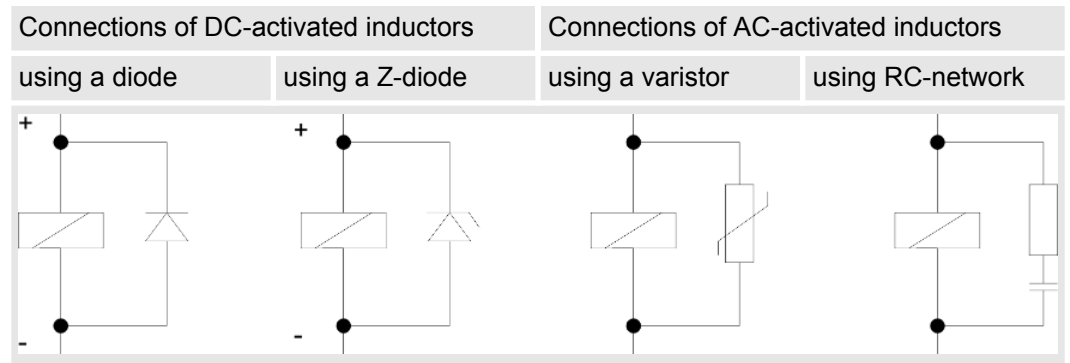 Connections of DC-activated inductors Connections of AC-activated inductors
using a diode using a Z-diode using a varistor using RC-network
+ +
- -